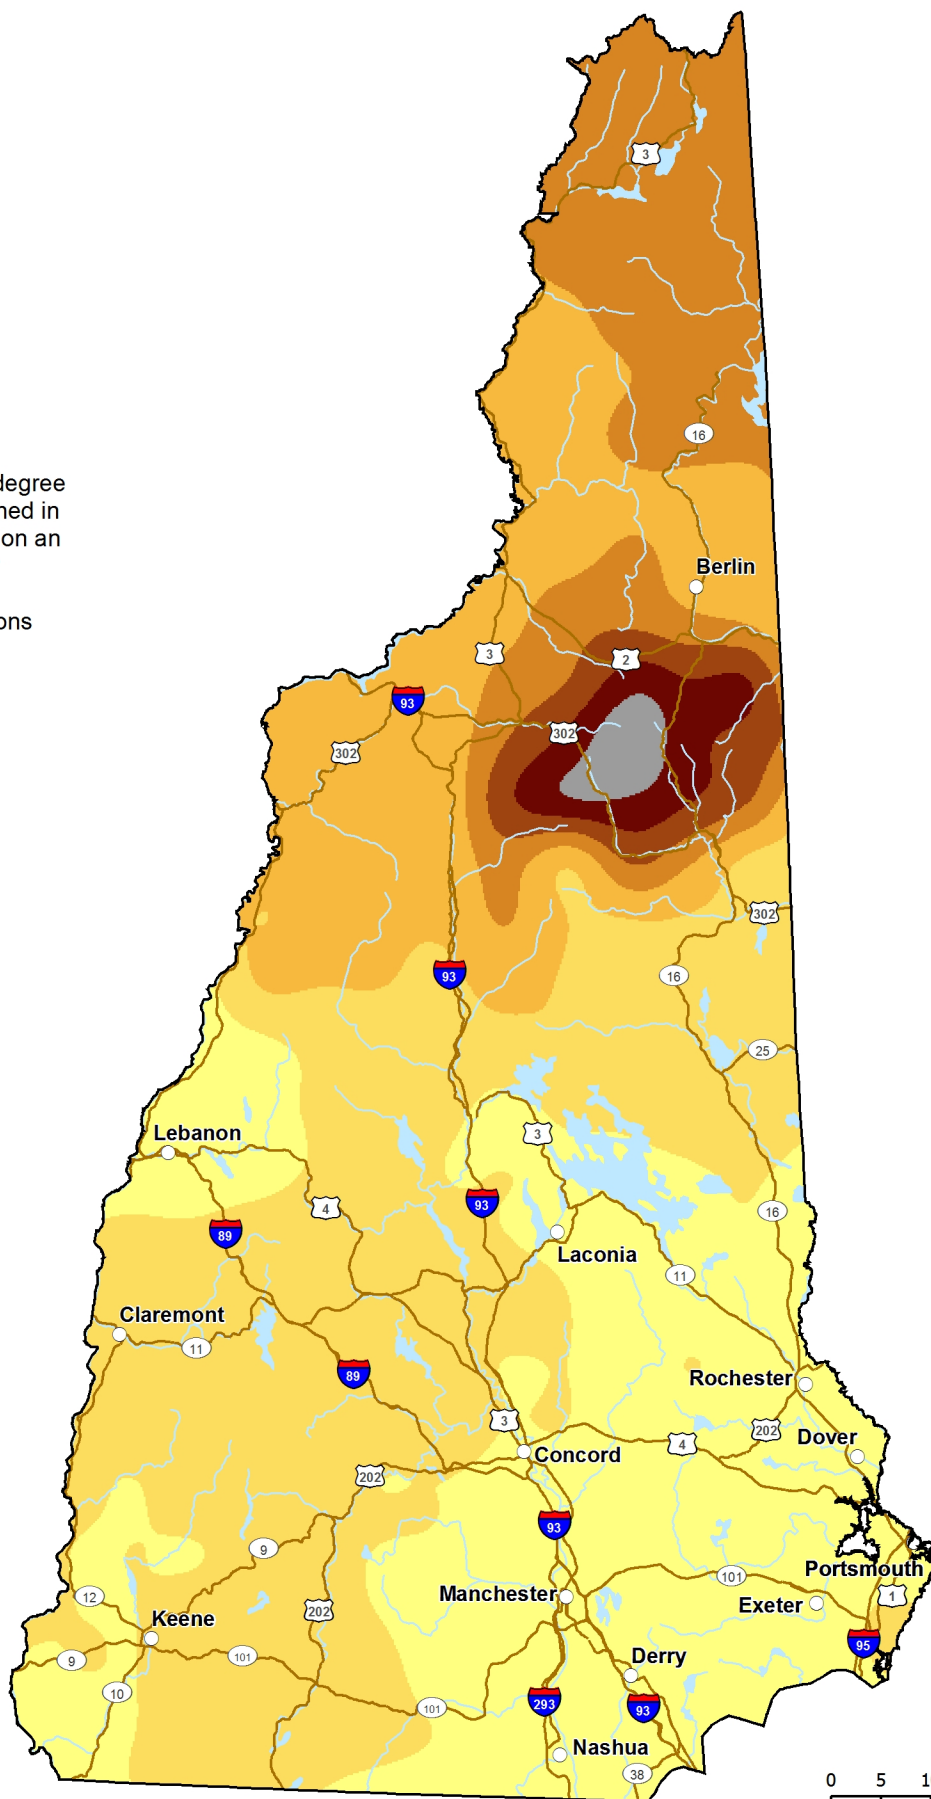 3
16
degree
ned in
on an
Berlin
ons
3
2
93
302
302
302
93
16
25
Lebanon
3
93
4
16
89
Laconia
11
Claremont
11
89
Rochester
3
202
4
Dover
Concord
202
93
9
Portsmouth
101
12
Manchester
1
Exeter
202
Keene
95
101
9
Derry
10
293
93
101
Nashua
38
0 5 10